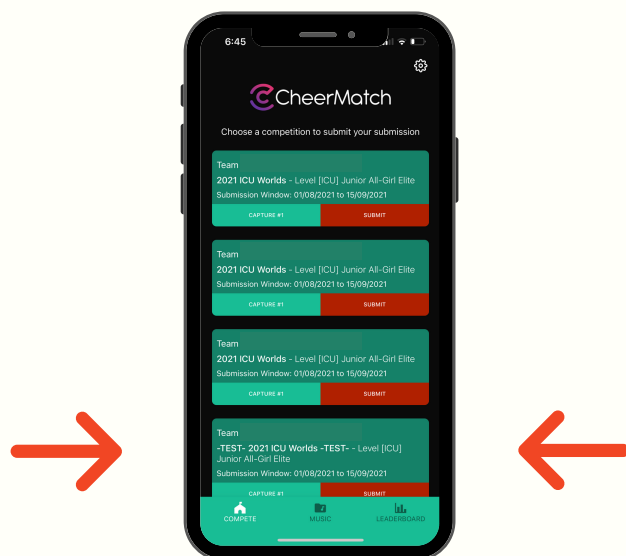 6:45
CheerMatch
Choose a competition to submit your submission
Team
2021 ICU Worlds - Level [ICU] Junior All-Girl Elite
Submission Window: 01/08/2021 to 15/09/2021
CAPTURE #1 SUBMIT
Team
2021 ICU Worlds - Level [ICU] Junior All-Girl Elite
Submission Window: 01/08/2021 to 15/09/2021
CAPTURE #1 SUBMIT
Team
2021 ICU Worlds - Level [ICU] Junior All-Girl Elite
Submission Window: 01/08/2021 to 15/09/2021
CAPTURE #1 SUBMIT
Team
-TEST- 2021 ICU Worlds -TEST- - Level [ICU]
Junior All-Girl Elite
Submission Window: 01/08/2021 to 15/09/2021
CAPTURE #1 SUBMIT
COMPETE MUSIC LEADERBOARD